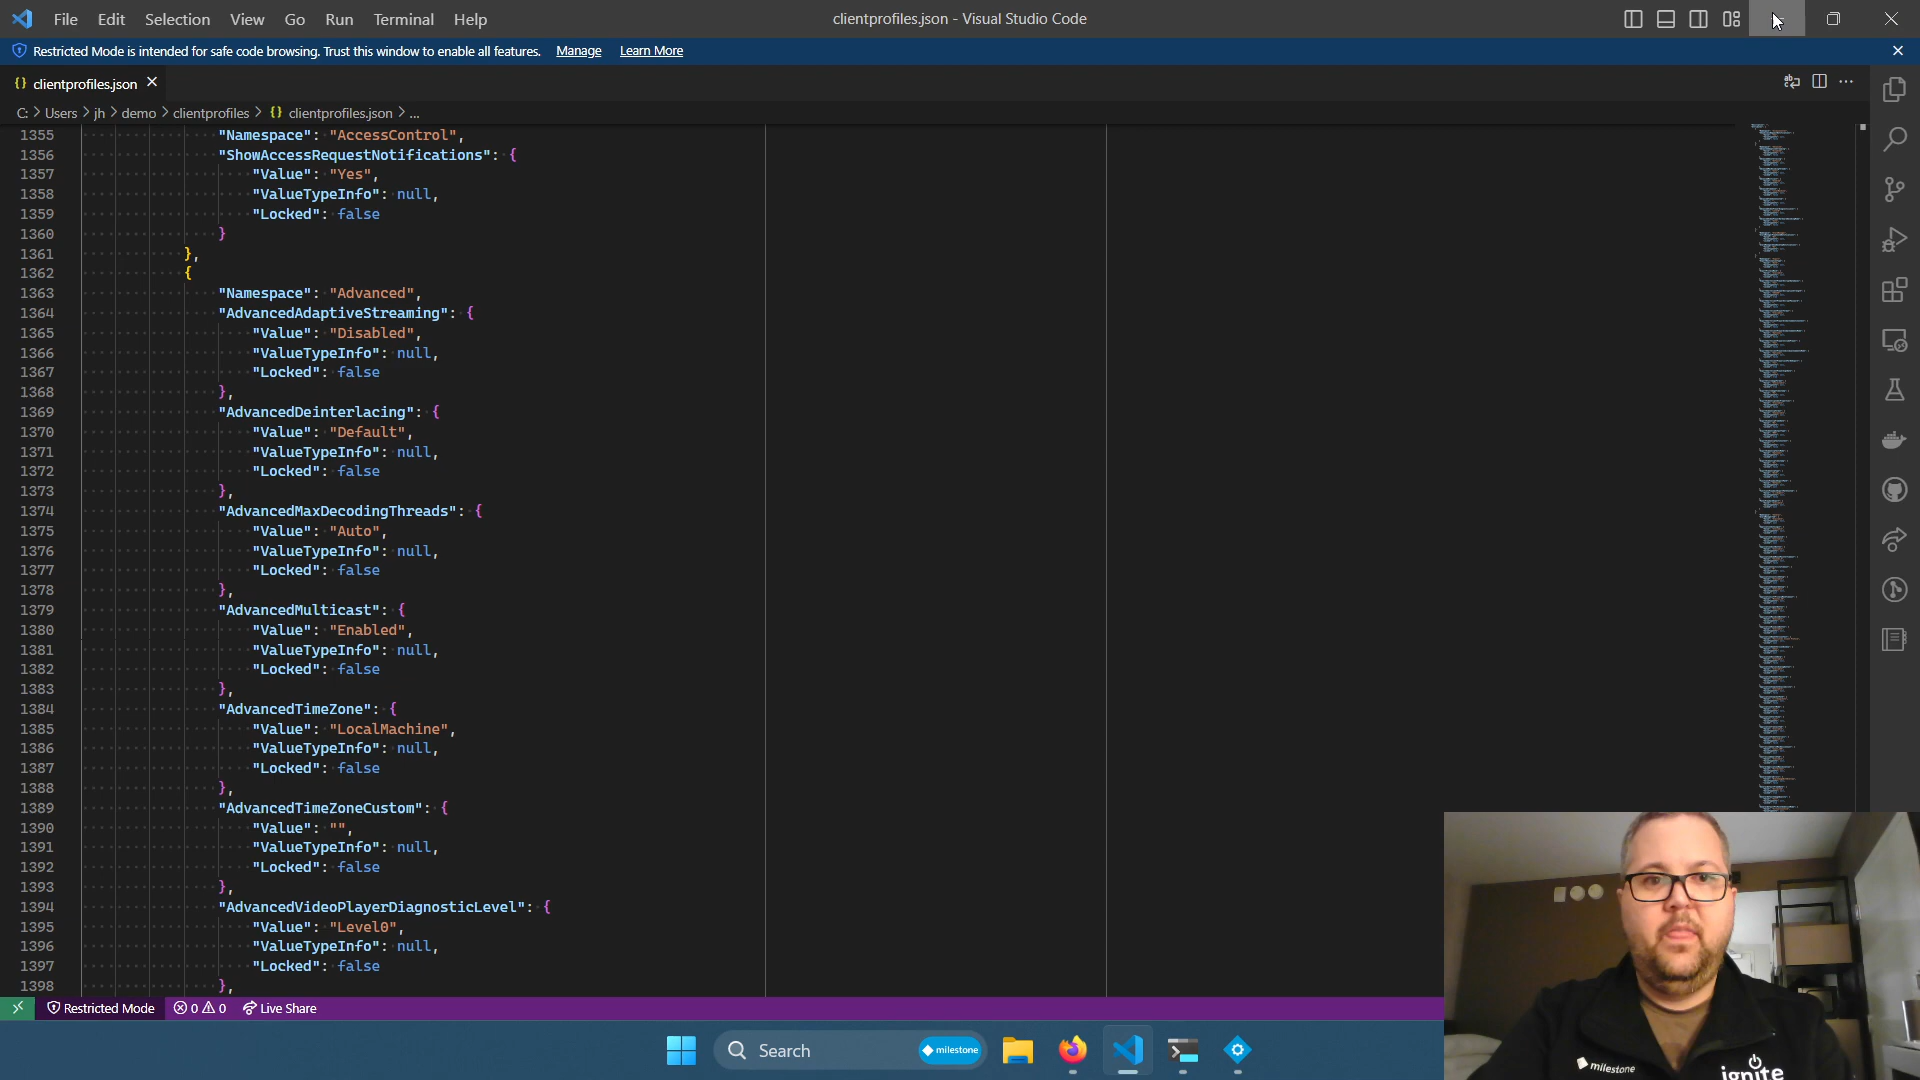 File Edit Selection View Go Run Terminal Help clientprofiles.json - Visual Studio Code
Restricted Mode is intended for safe code browsing. Trust this window to enable all features. Manage Learn More
clientprofiles.json
C: > Users > jh > demo > clientprofiles > clientprofiles.json > ...
1355 "Namespace": "AccessControl",
1356 "ShowAccessRequestNotifications": {
1357 "Value": "Yes",
1358 "ValueTypeInfo": null,
1359 "Locked": false
1360 }
1361 },
1362 {
1363 "Namespace": "Advanced",
1364 "AdvancedAdaptiveStreaming": {
1365 "Value": "Disabled",
1366 "ValueTypeInfo": null,
1367 "Locked": false
1368 },
1369 "AdvancedDeinterlacing": {
1370 "Value": "Default",
1371 "ValueTypeInfo": null,
1372 "Locked": false
1373 },
1374 "AdvancedMaxDecodingThreads": {
1375 "Value": "Auto",
1376 "ValueTypeInfo": null,
1377 "Locked": false
1378 },
1379 "AdvancedMulticast": {
1380 "Value": "Enabled",
1381 "ValueTypeInfo": null,
1382 "Locked": false
1383 },
1384 "AdvancedTimeZone": {
1385 "Value": "LocalMachine",
1386 "ValueTypeInfo": null,
1387 "Locked": false
1388 },
1389 "AdvancedTimeZoneCustom": {
1390 "Value": "",
1391 "ValueTypeInfo": null,
1392 "Locked": false
1393 },
1394 "AdvancedVideoPlayerDiagnosticLevel": {
1395 "Value": "Level0",
1396 "ValueTypeInfo": null,
1397 "Locked": false
1398 },
Restricted Mode 0 0 Live Share
Search milestone
milestone
ignite